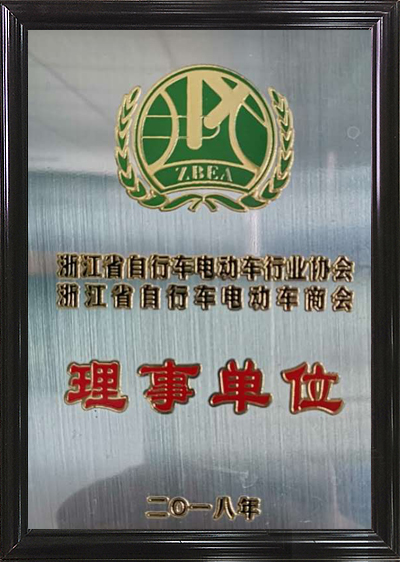 ZBEA
浙江省自行车电动车行业协会
浙江省自行车电动车商会
理事单位
二〇一八年